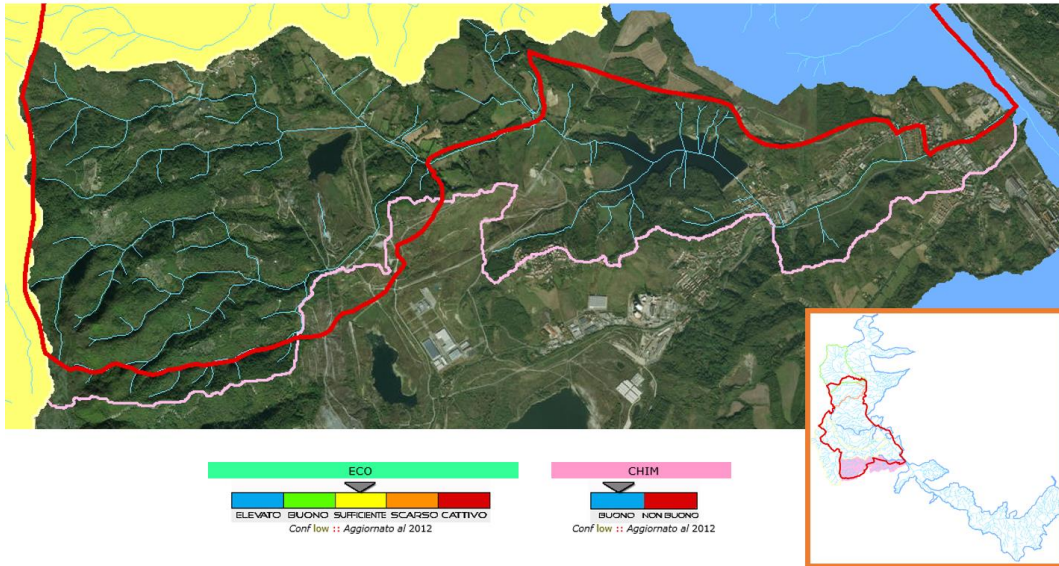 ECO
CHIM
ELEVATO BUONO SUFFICIENTE SCARSO CATTIVO
BUONO NON BUONO
Conf low :: Aggiornato al 2012
Conf low :: Aggiornato al 2012